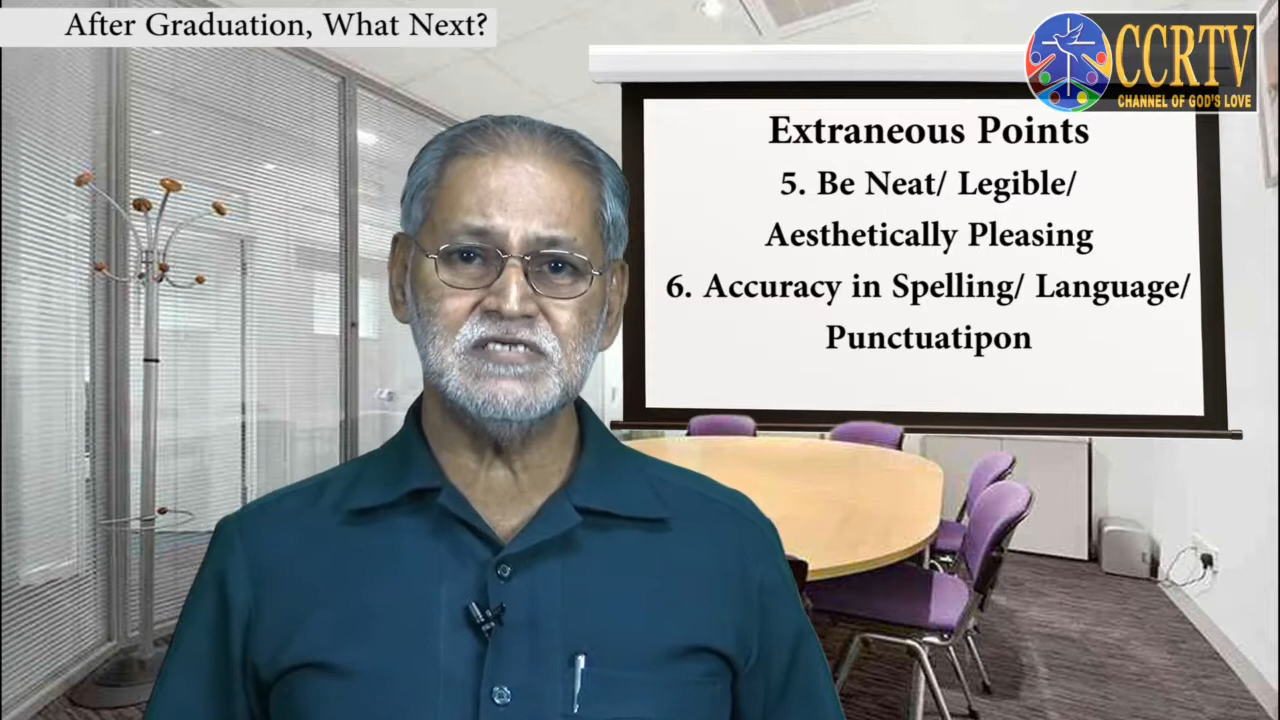 After Graduation, What Next?
CCRTV
CHANNEL OF GOD'S LOVE
Extraneous Points
5. Be Neat/ Legible/
Aesthetically Pleasing
6. Accuracy in Spelling/ Language/
Punctuatipon